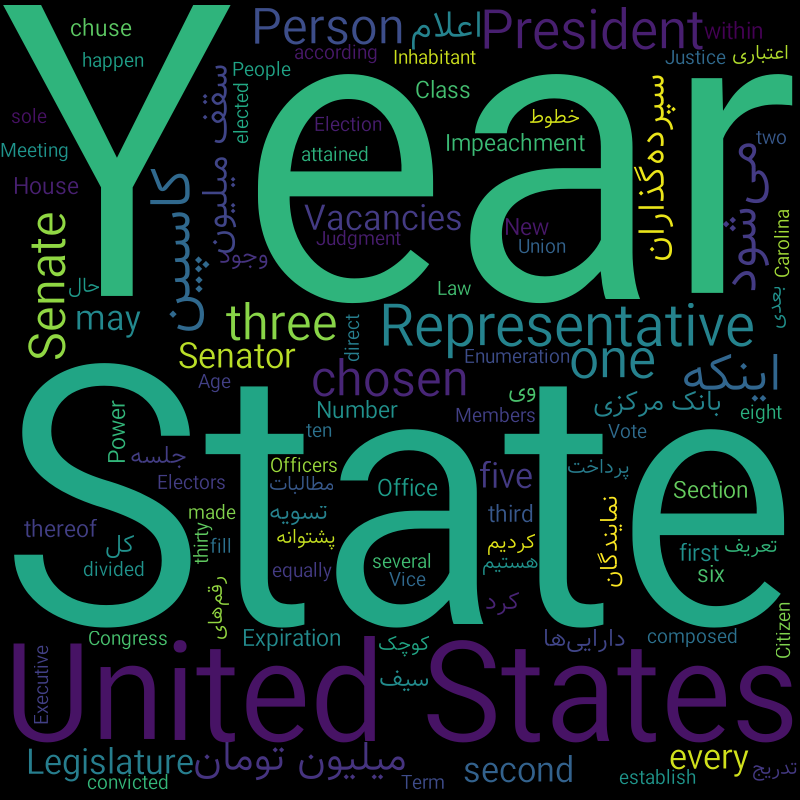 chuse
Person
اعلام
President
within
happen
according
Inhabitant
Justice
اعتباری
People
Year
Class
sole
elected
Election
خطوط
two
Meeting
attained
Impeachment
سقف میلیون
سپرده‌گذاران
می‌شود
House
کاسپین
Vacancies
New
Judgment
Union
وجود
Carolina
Senate
حال
Law
بعدی
may
three
direct
Representative
Senator
Enumeration
one
اینکه
Age
chosen
وی
بانک مرکزی
Number
Members
eight
Power
ten
Vote
State
جلسه
Officers
five
پرداخت
Electors
مطالبات
Office
Section
made
تسویه
third
نمایندگان
thereof
thirty
پشتوانه
کردیم
کل
fill
several
هستیم
first
تعریف
divided
equally
Vice
six
رقم‌های
کرد
Citizen
Congress
Expiration
کوچک
دارایی‌ها
composed
Executive
United States
سیف
Legislature
میلیون تومان
second
every
تدریج
convicted
Term
establish